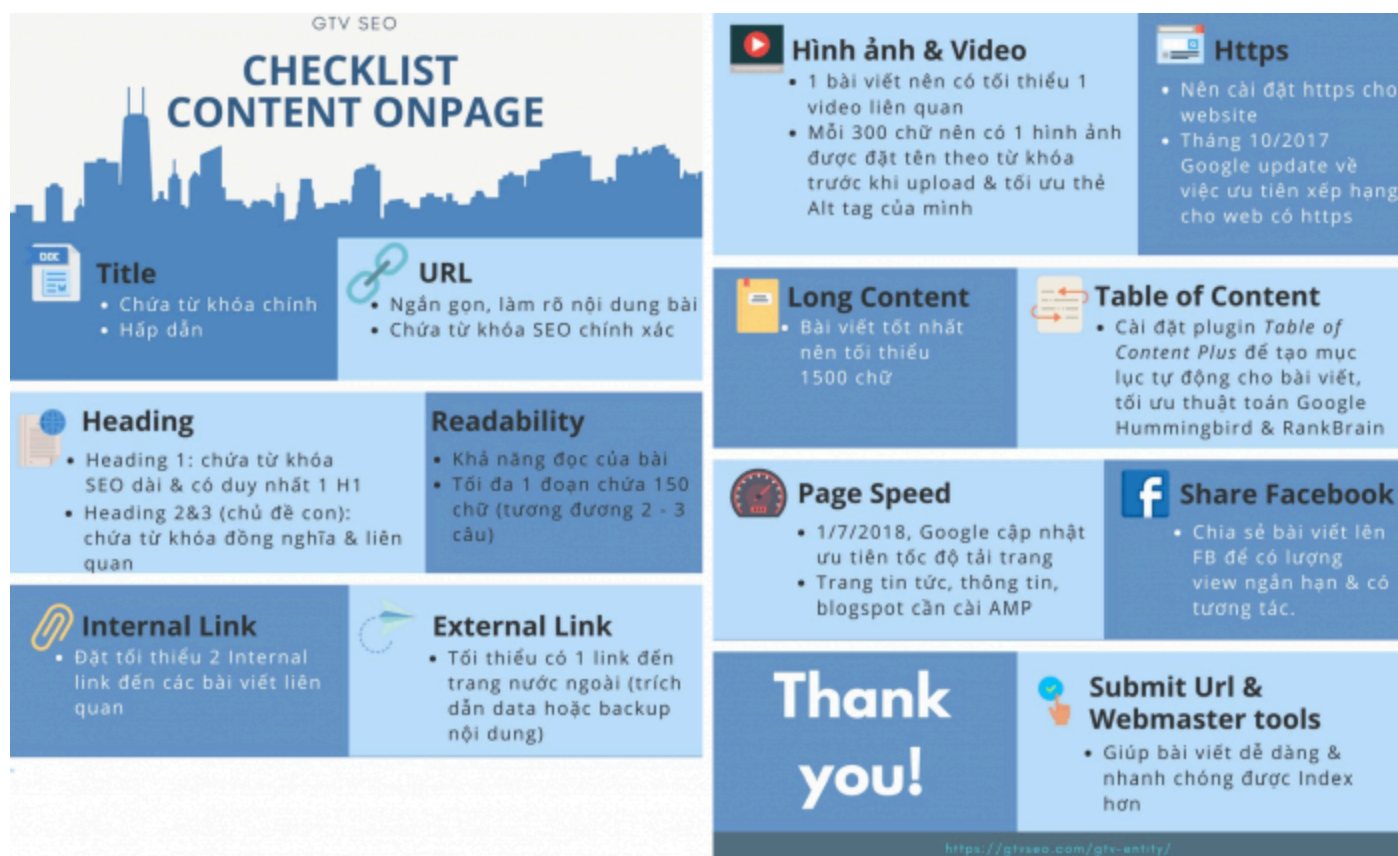 GTV SEO
CHECKLIST
CONTENT ONPAGE
Title
• Chứa từ khóa chính
• Hấp dẫn
URL
• Ngắn gọn, làm rõ nội dung bài
• Chứa từ khóa SEO chính xác
Heading
• Heading 1: chứa từ khóa
SEO dài & có duy nhất 1 H1
• Heading 2&3 (chủ đề con):
chứa từ khóa đồng nghĩa & liên
quan
Readability
• Khả năng đọc của bài
• Tối đa 1 đoạn chứa 150
chữ (tương đương 2 - 3
câu)
Internal Link
• Đặt tối thiểu 2 Internal
link đến các bài viết liên
quan
External Link
• Tối thiểu có 1 link đến
trang nước ngoài (trích
dẫn data hoặc backup
nội dung)
Hình ảnh & Video
• 1 bài viết nên có tối thiểu 1
video liên quan
• Mỗi 300 chữ nên có 1 hình ảnh
được đặt tên theo từ khóa
trước khi upload & tối ưu thẻ
Alt tag của mình
Https
• Nên cài đặt https cho
website
• Tháng 10/2017
Google update về
việc ưu tiên xếp hạng
cho web có https
Long Content
• Bài viết tốt nhất
nên tối thiểu
1500 chữ
Table of Content
• Cài đặt plugin Table of
Content Plus để tạo mục
lục tự động cho bài viết,
tối ưu thuật toán Google
Hummingbird & RankBrain
Page Speed
• 1/7/2018, Google cập nhật
ưu tiên tốc độ tải trang
• Trang tin tức, thông tin,
blogspot cần cài AMP
Share Facebook
• Chia sẻ bài viết lên
FB để có lượng
view ngắn hạn & có
tương tác.
Thank
you!
Submit Url &
Webmaster tools
• Giúp bài viết dễ dàng &
nhanh chóng được Index
hơn
https://gtvseo.com/gtv-entity/
DOC